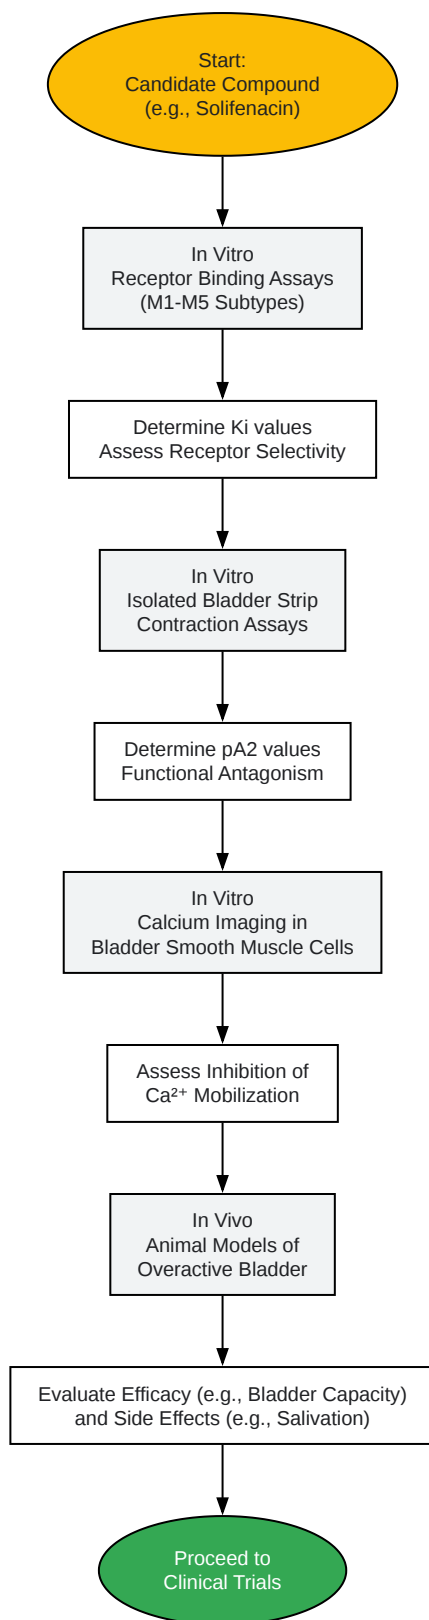 Start:
Candidate Compound
(e.g., Solifenacin)
In Vitro
Receptor Binding Assays
(M1-M5 Subtypes)
Determine Ki values
Assess Receptor Selectivity
In Vitro
Isolated Bladder Strip
Contraction Assays
Determine pA2 values
Functional Antagonism
In Vitro
Calcium Imaging in
Bladder Smooth Muscle Cells
Assess Inhibition of
Ca²⁺ Mobilization
In Vivo
Animal Models of
Overactive Bladder
Evaluate Efficacy (e.g., Bladder Capacity)
and Side Effects (e.g., Salivation)
Proceed to
Clinical Trials